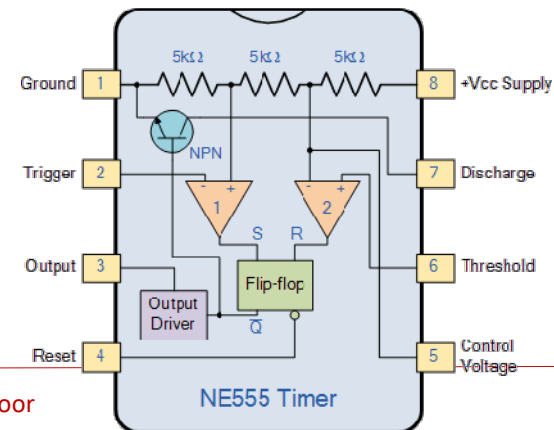 5kΩ 5kΩ 5kΩ
Ground 1 8 +Vcc Supply
NPN
Trigger 2 - + - + 7 Discharge
1 2
S R
Output 3 6 Threshold
Flip-flop
Output
Driver
Q̅
Reset 4 5 Control
Voltage
NE555 Timer
oor